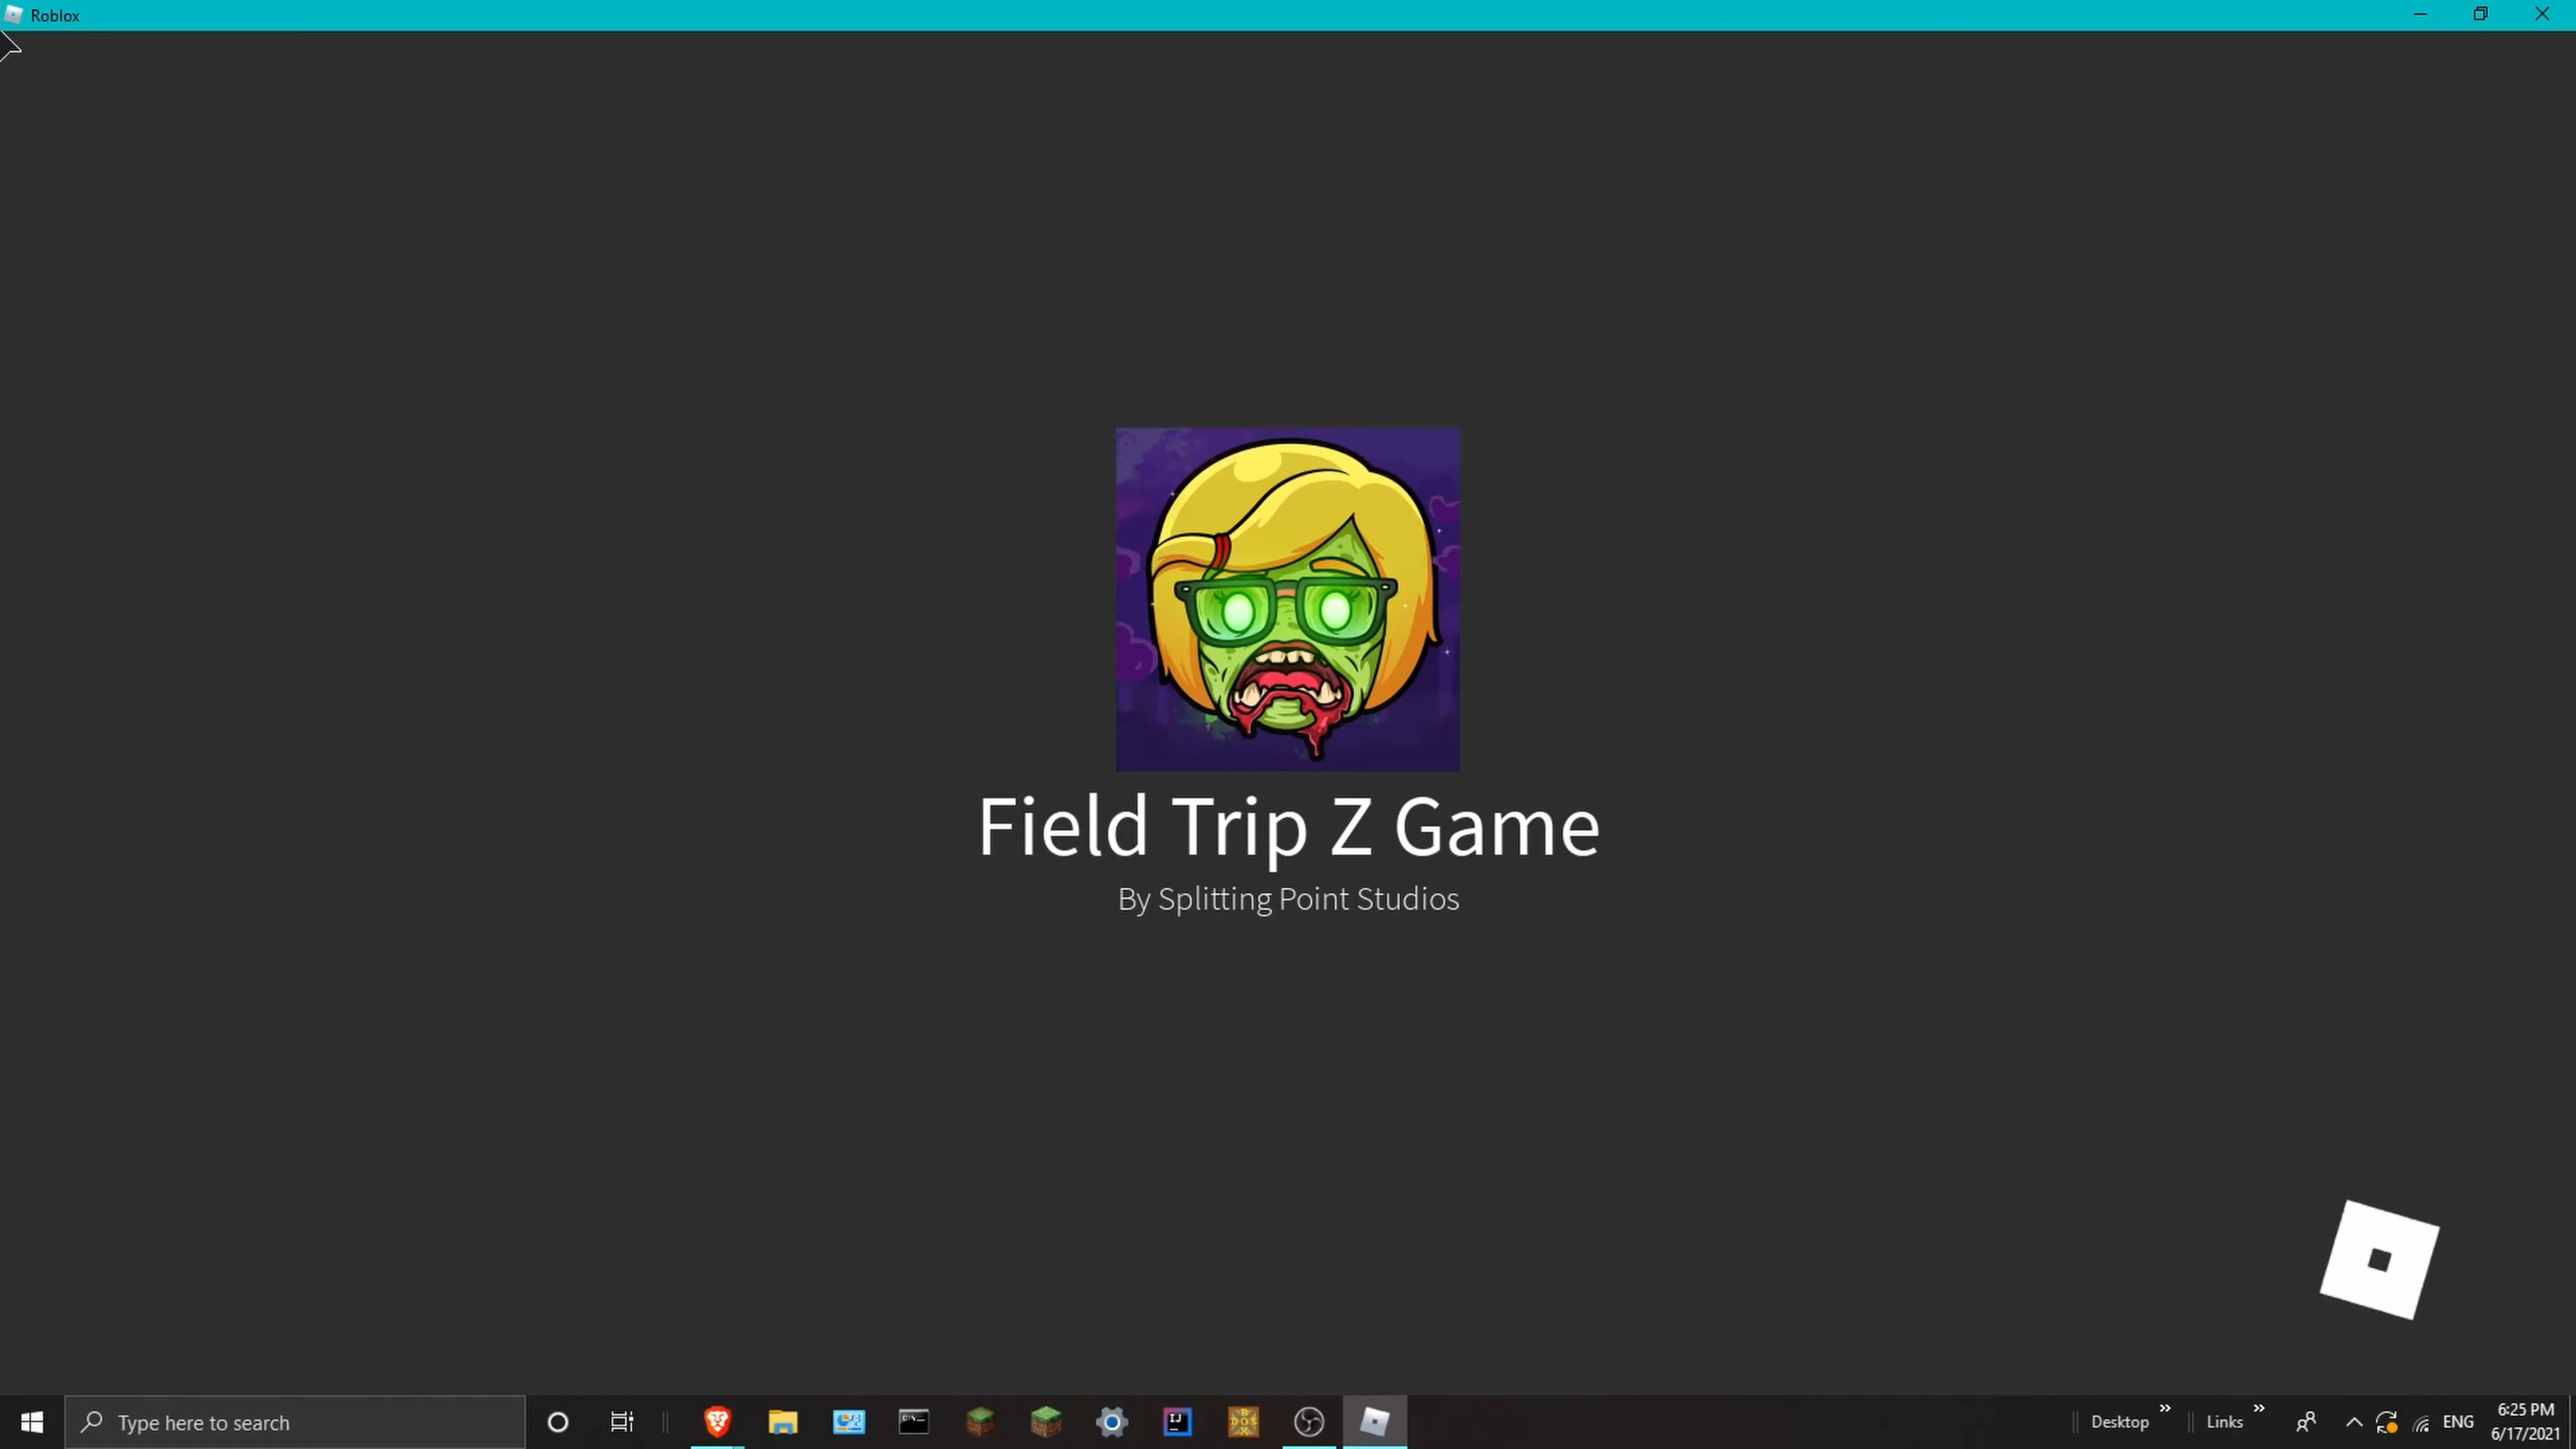 Roblox
Field Trip Z Game
By Splitting Point Studios
Type here to search
Desktop
Links
ENG
6:25 PM
6/17/2021